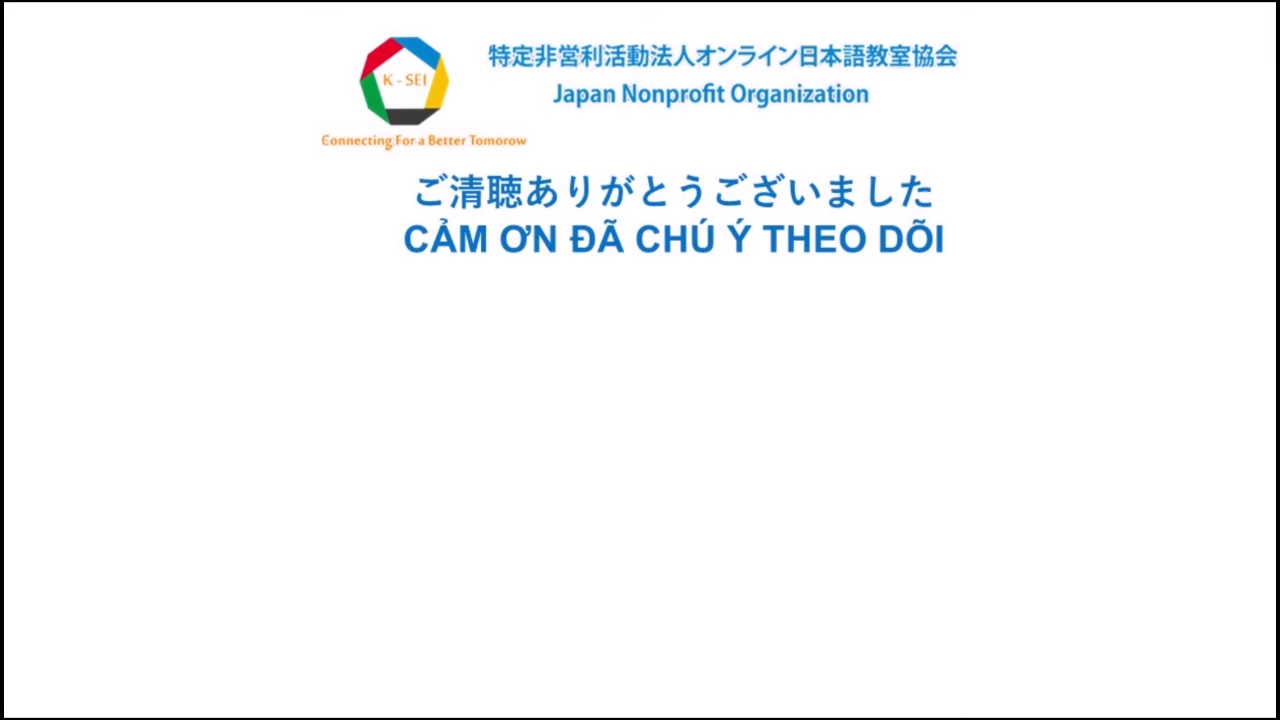 特定非営利活動法人オンライン日本語教室協会
K - SEI
Japan Nonprofit Organization
Connecting For a Better Tomorow
ご清聴ありがとうございました
CẢM ƠN ĐÃ CHÚ Ý THEO DÕI